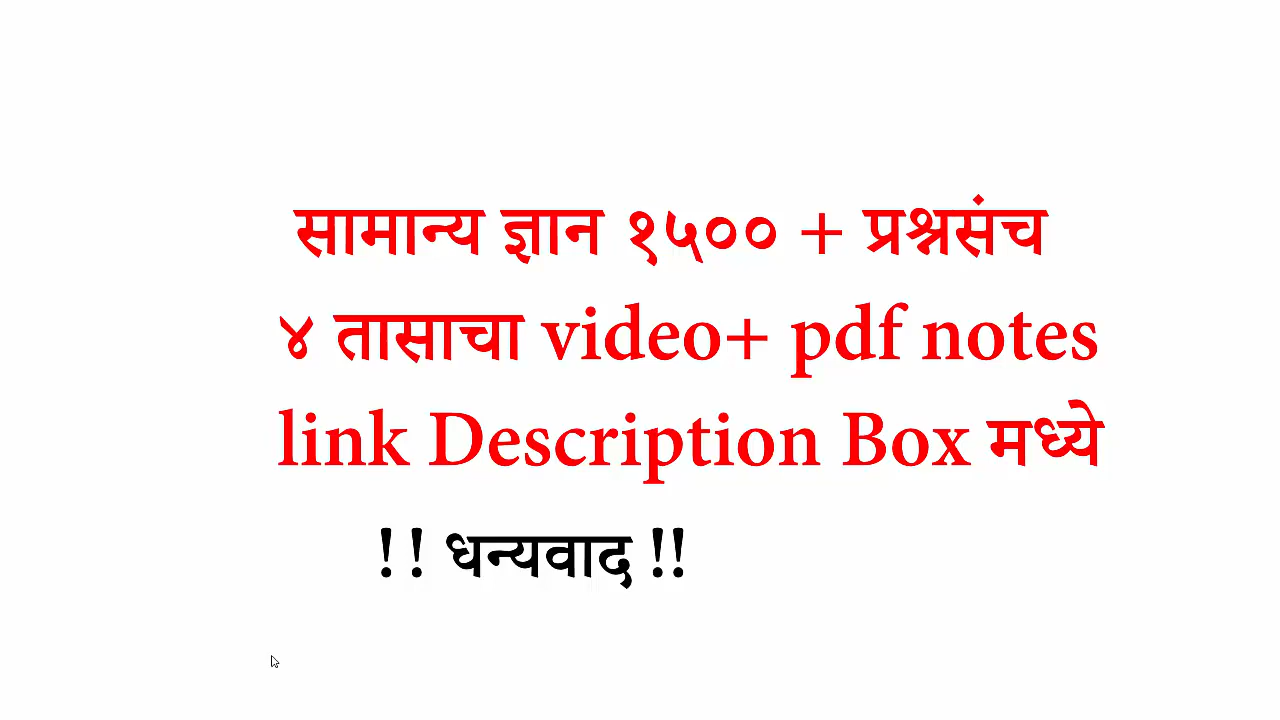 सामान्य ज्ञान १५०० + प्रश्नसंच
४ तासाचा video+ pdf notes
link Description Box मध्ये
! ! धन्यवाद !!